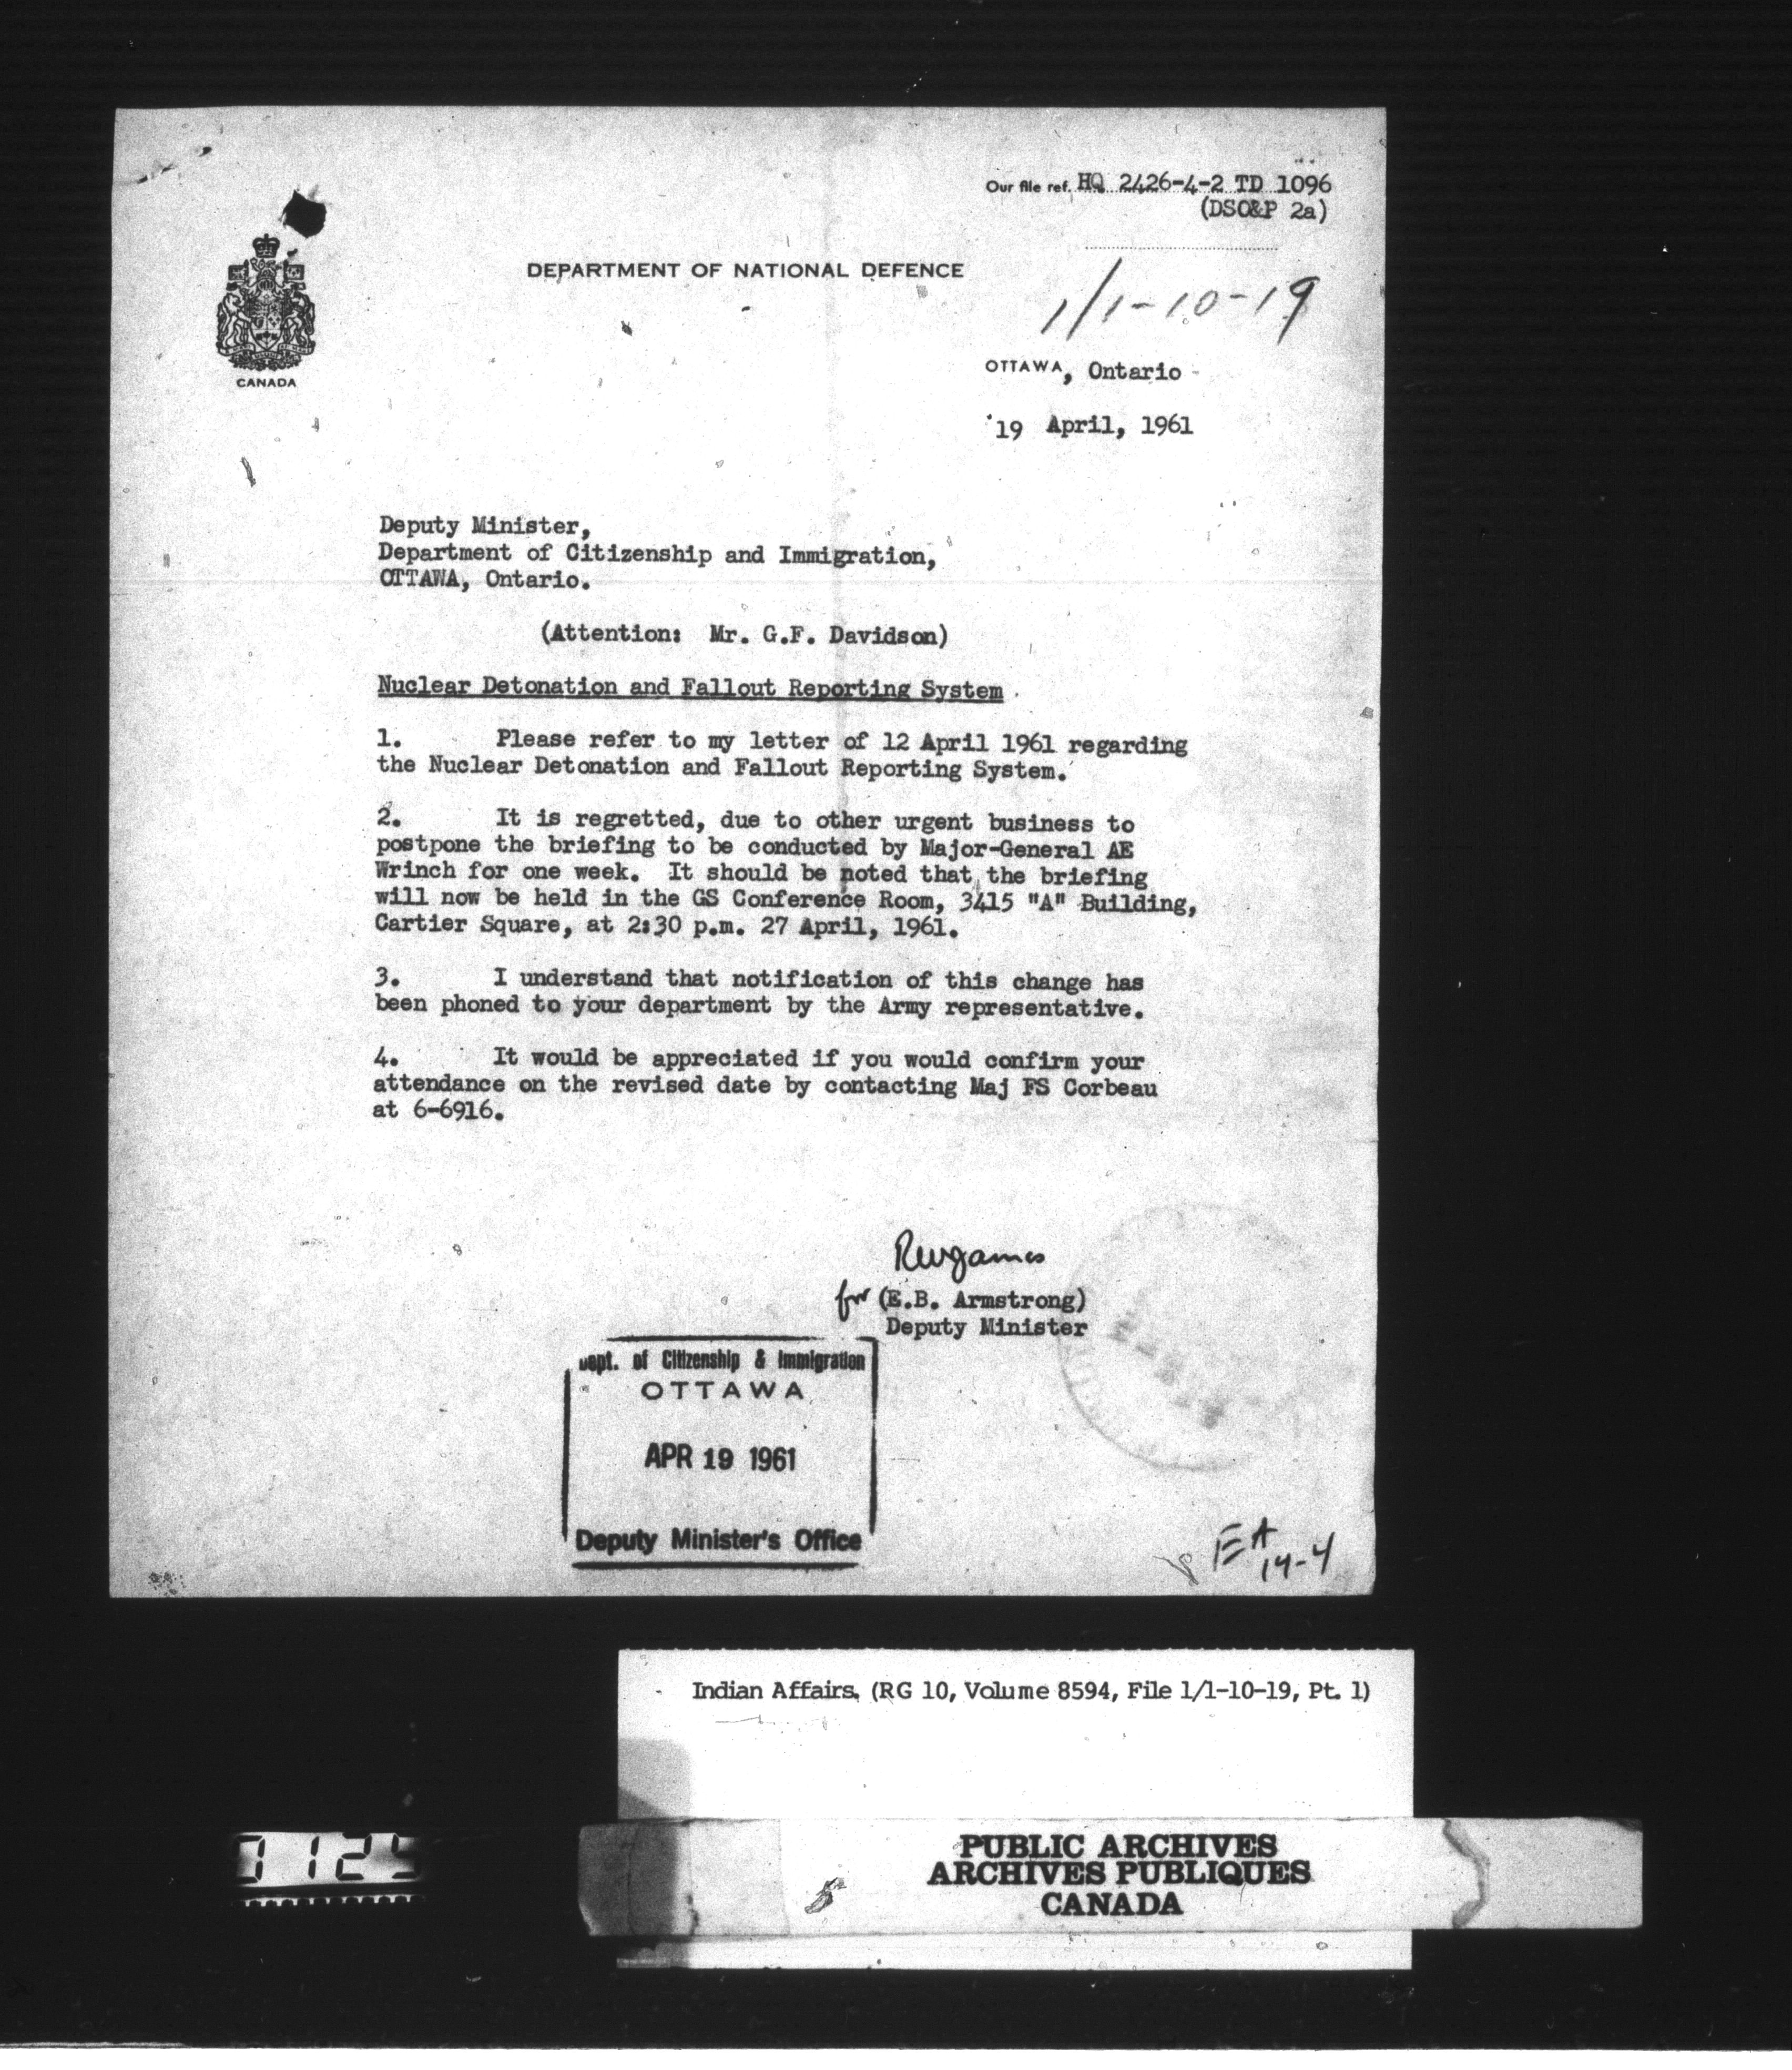 Our file ref. HQ 2426-4-2 TD 1096
(DSO&P 2a)
DEPARTMENT OF NATIONAL DEFENCE
1/1-10-19
CANADA
OTTAWA, Ontario
19 April, 1961
Deputy Minister,
Department of Citizenship and Immigration,
OTTAWA, Ontario.
(Attention: Mr. G.F. Davidson)
Nuclear Detonation and Fallout Reporting System
1. Please refer to my letter of 12 April 1961 regarding
the Nuclear Detonation and Fallout Reporting System.
2. It is regretted, due to other urgent business to
postpone the briefing to be conducted by Major-General AE
Wrinch for one week. It should be noted that the briefing
will now be held in the GS Conference Room, 3415 "A" Building,
Cartier Square, at 2:30 p.m. 27 April, 1961.
3. I understand that notification of this change has
been phoned to your department by the Army representative.
4. It would be appreciated if you would confirm your
attendance on the revised date by contacting Maj FS Corbeau
at 6-6916.
for (E.B. Armstrong)
Deputy Minister
Dept. of Citizenship & Immigration
OTTAWA
APR 19 1961
Deputy Minister's Office
EA
19-4
Indian Affairs. (RG 10, Volume 8594, File 1/1-10-19, Pt. 1)
PUBLIC ARCHIVES
ARCHIVES PUBLIQUES
CANADA